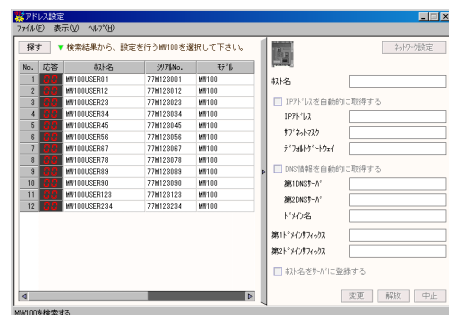 アドレス設定
ファイル(F) 表示(V) ヘルプ(H)
探す ▼検索結果から、設定を行うMW100を選択して下さい。
No. 応答 ホスト名 シリアルNo. モデル
1 MW100USER01 77M123001 MW100
2 MW100USER12 77M123012 MW100
3 MW100USER23 77M123023 MW100
4 MW100USER34 77M123034 MW100
5 MW100USER45 77M123045 MW100
6 MW100USER56 77M123056 MW100
7 MW100USER67 77M123067 MW100
8 MW100USER78 77M123078 MW100
9 MW100USER89 77M123089 MW100
10 MW100USER90 77M123090 MW100
11 MW100USER123 77M123123 MW100
12 MW100USER234 77M123234 MW100
ネットワーク設定
ホスト名
IPアドレスを自動的に取得する
IPアドレス
サブネットマスク
デフォルトゲートウェイ
DNS情報を自動的に取得する
第1DNSサーバ
第2DNSサーバ
ドメイン名
第1ドメインサフィックス
第2ドメインサフィックス
ホスト名をサーバに登録する
変更 解放 中止
MW100を検索する